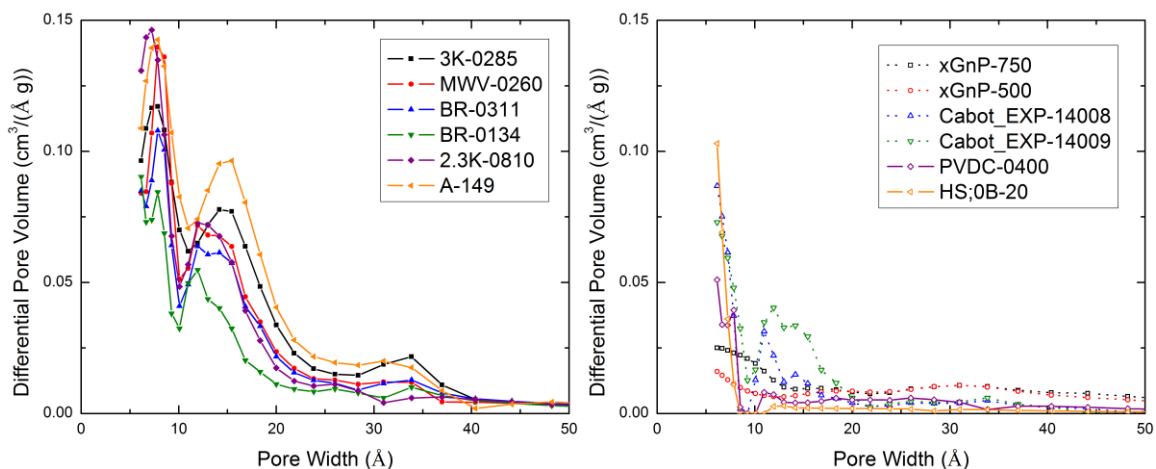 Differential Pore Volume (cm³/(Å g))
0.15
0.10
0.05
0.00
3K-0285
MWV-0260
BR-0311
BR-0134
2.3K-0810
A-149
0 10 20 30 40 50
Pore Width (Å)
Differential Pore Volume (cm³/(Å g))
0.15
0.10
0.05
0.00
xGnP-750
xGnP-500
Cabot_EXP-14008
Cabot_EXP-14009
PVDC-0400
HS;0B-20
0 10 20 30 40 50
Pore Width (Å)